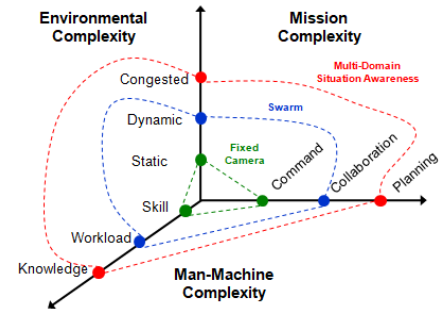 Environmental
Complexity
Mission
Complexity
Multi-Domain
Situation Awareness
Congested
Swarm
Dynamic
Fixed
Camera
Static
Command
Collaboration
Planning
Skill
Workload
Knowledge
Man-Machine
Complexity